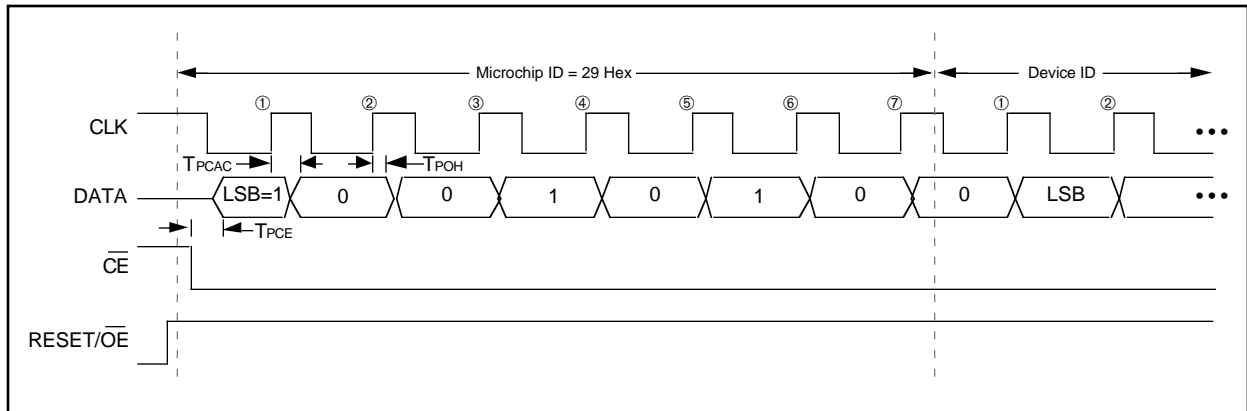 Microchip ID = 29 Hex
Device ID
① ② ③ ④ ⑤ ⑥ ⑦ ① ②
CLK
•••
TPCAC
TPOH
DATA
LSB=1 0 0 1 0 1 0 0 LSB
•••
TPCE
CE
RESET/OE